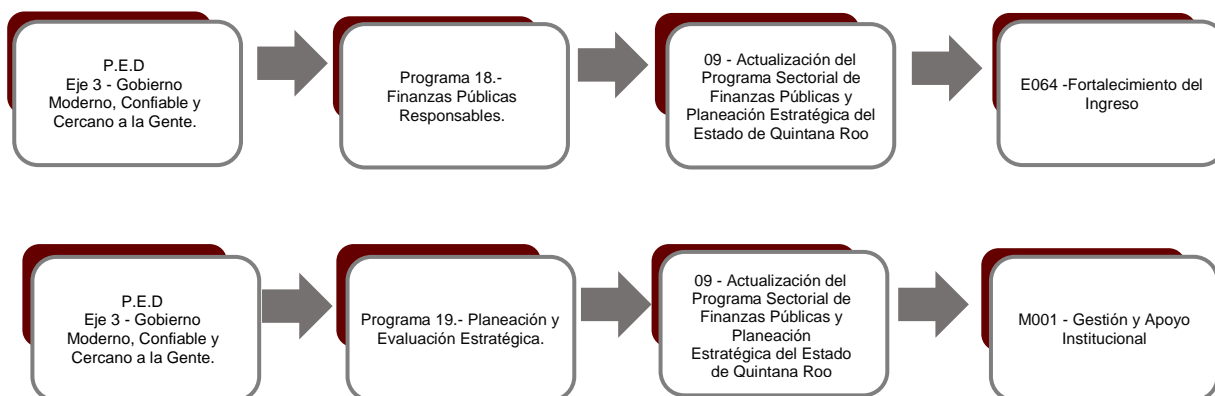 P.E.D
Eje 3 - Gobierno
Moderno, Confiable y
Cercano a la Gente.
Programa 18.-
Finanzas Públicas
Responsables.
09 - Actualización del
Programa Sectorial de
Finanzas Públicas y
Planeación Estratégica del
Estado de Quintana Roo
E064 -Fortalecimiento del
Ingreso
P.E.D
Eje 3 - Gobierno
Moderno, Confiable y
Cercano a la Gente.
Programa 19.- Planeación y
Evaluación Estratégica.
09 - Actualización del
Programa Sectorial de
Finanzas Públicas y
Planeación
Estratégica del Estado
de Quintana Roo
M001 - Gestión y Apoyo
Institucional